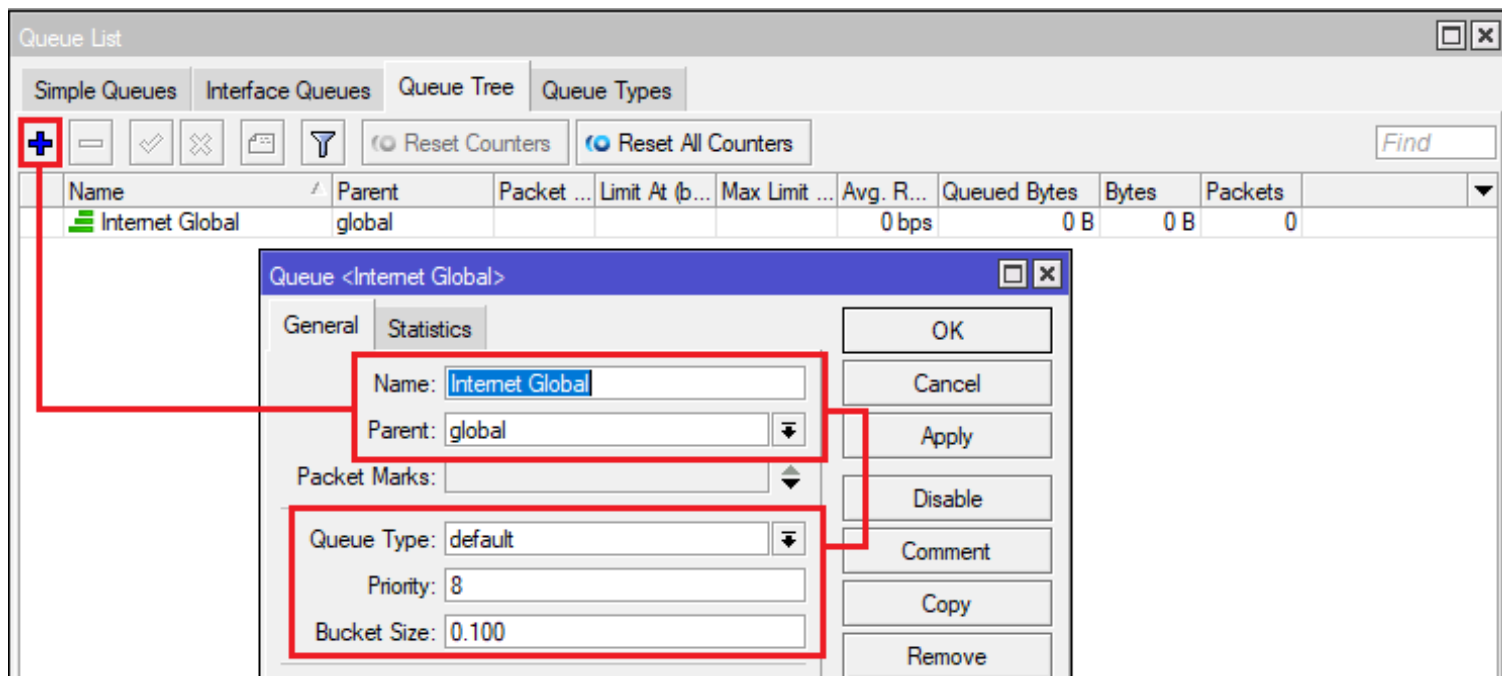 Queue List
Simple Queues Interface Queues Queue Tree Queue Types
Reset Counters Reset All Counters Find
Name Parent Packet ... Limit At (b... Max Limit ... Avg. R... Queued Bytes Bytes Packets
Internet Global global 0 bps 0 B 0 B 0
Queue <Internet Global>
General Statistics OK
Name: Internet Global Cancel
Parent: global Apply
Packet Marks:
Disable
Queue Type: default Comment
Priority: 8 Copy
Bucket Size: 0.100 Remove